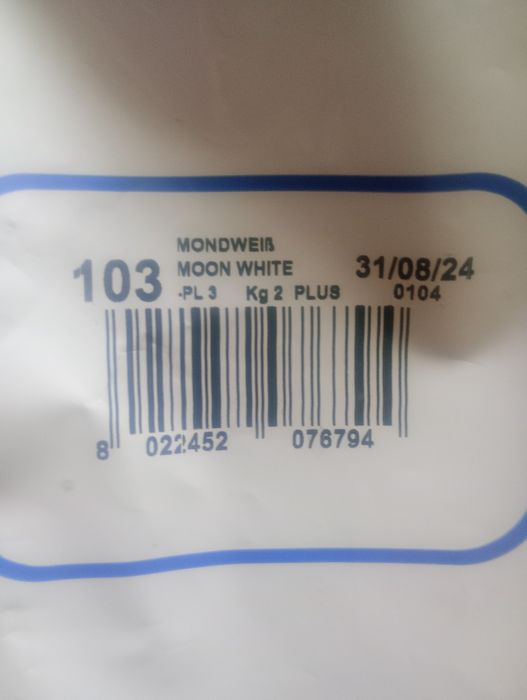 MONDWEIß
103 MOON WHITE 31/08/24
-PL 3 Kg 2 PLUS 0104
8 022452 076794